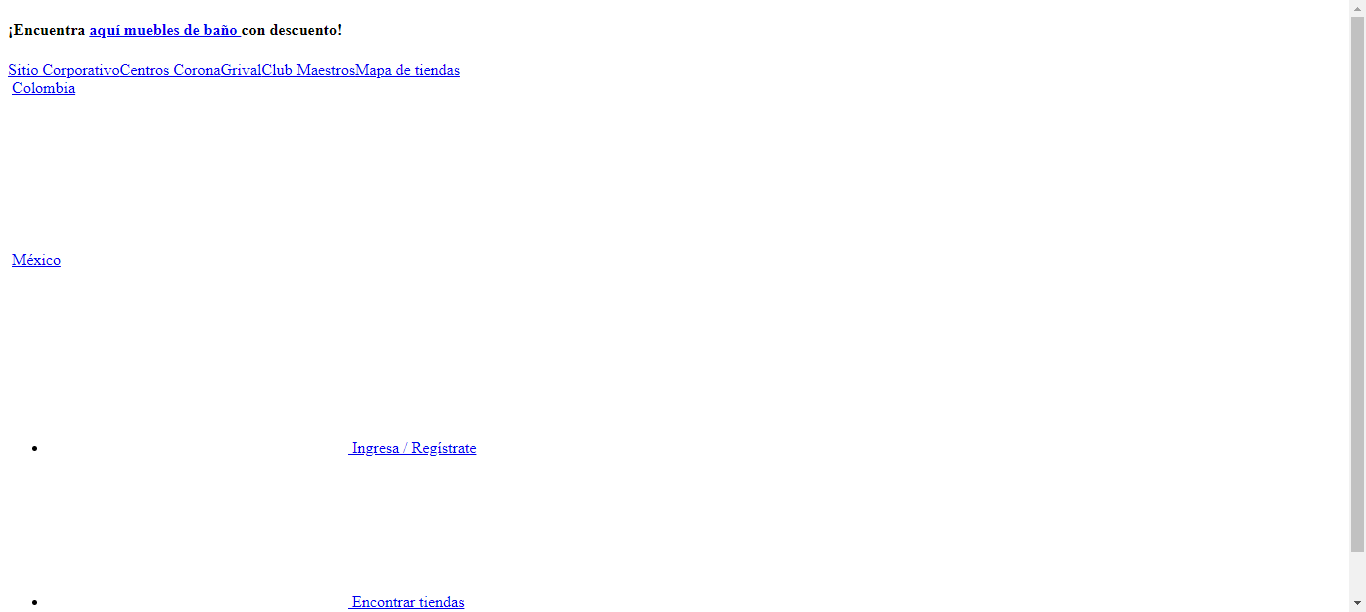 ¡Encuentra aquí muebles de baño con descuento!
Sitio CorporativoCentros CoronaGrivalClub MaestrosMapa de tiendas
Colombia
México
Ingresa / Regístrate
Encontrar tiendas